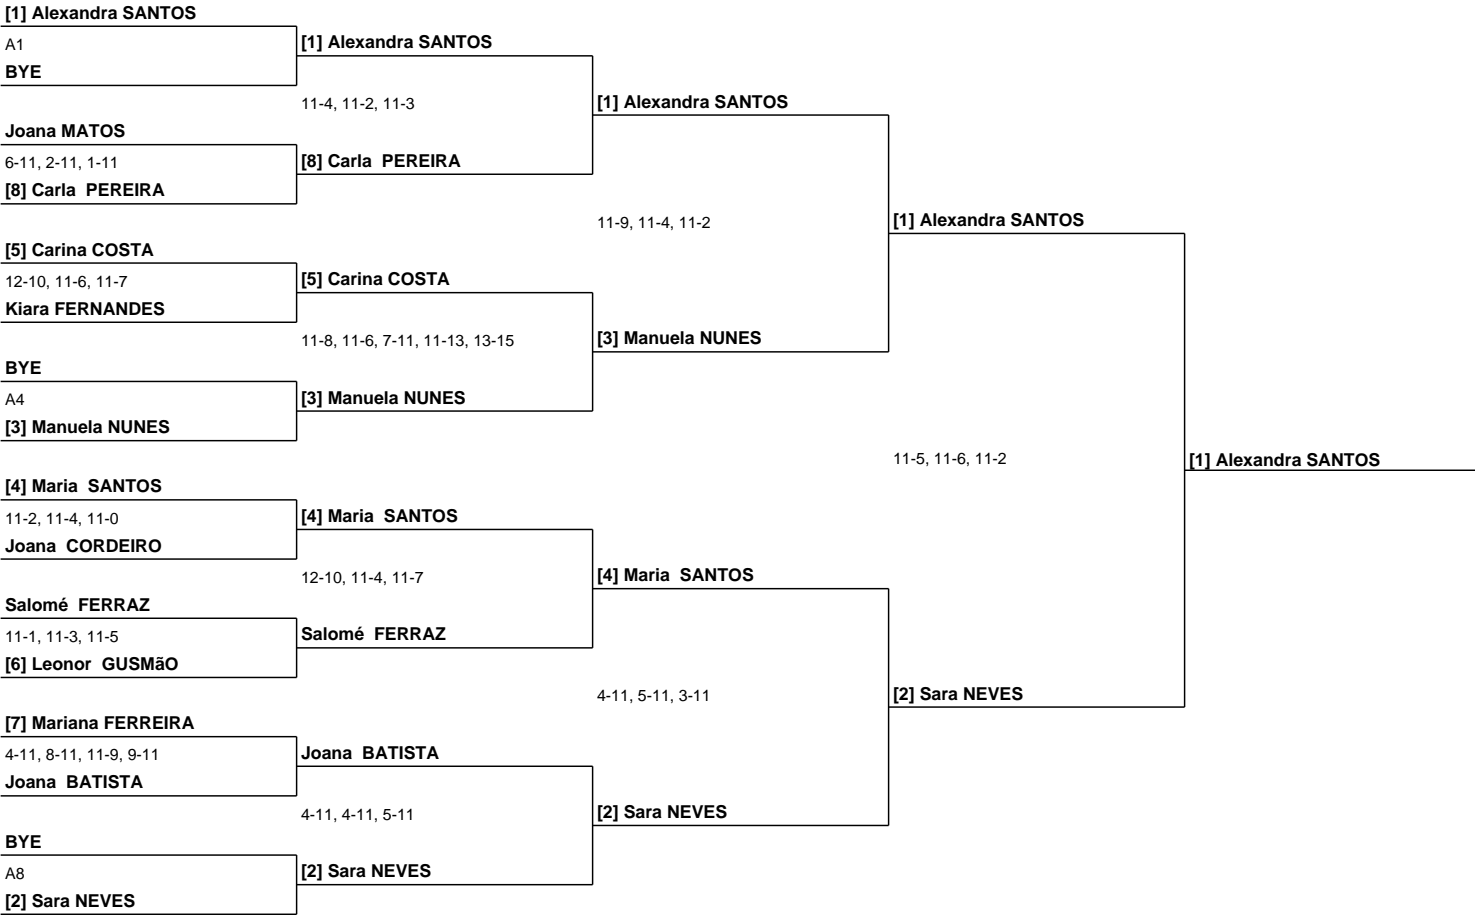 [1] Alexandra SANTOS
A1
BYE
Joana MATOS
6-11, 2-11, 1-11
[8] Carla  PEREIRA
[5] Carina COSTA
12-10, 11-6, 11-7
Kiara FERNANDES
BYE
A4
[3] Manuela NUNES
[4] Maria  SANTOS
11-2, 11-4, 11-0
Joana  CORDEIRO
Salomé  FERRAZ
11-1, 11-3, 11-5
[6] Leonor  GUSMãO
[7] Mariana FERREIRA
4-11, 8-11, 11-9, 9-11
Joana  BATISTA
BYE
A8
[2] Sara NEVES
[1] Alexandra SANTOS
11-4, 11-2, 11-3
[8] Carla  PEREIRA
[5] Carina COSTA
11-8, 11-6, 7-11, 11-13, 13-15
[3] Manuela NUNES
[4] Maria  SANTOS
12-10, 11-4, 11-7
Salomé  FERRAZ
Joana  BATISTA
4-11, 4-11, 5-11
[2] Sara NEVES
[1] Alexandra SANTOS
11-9, 11-4, 11-2
[3] Manuela NUNES
[4] Maria  SANTOS
4-11, 5-11, 3-11
[2] Sara NEVES
[1] Alexandra SANTOS
11-5, 11-6, 11-2
[2] Sara NEVES
[1] Alexandra SANTOS